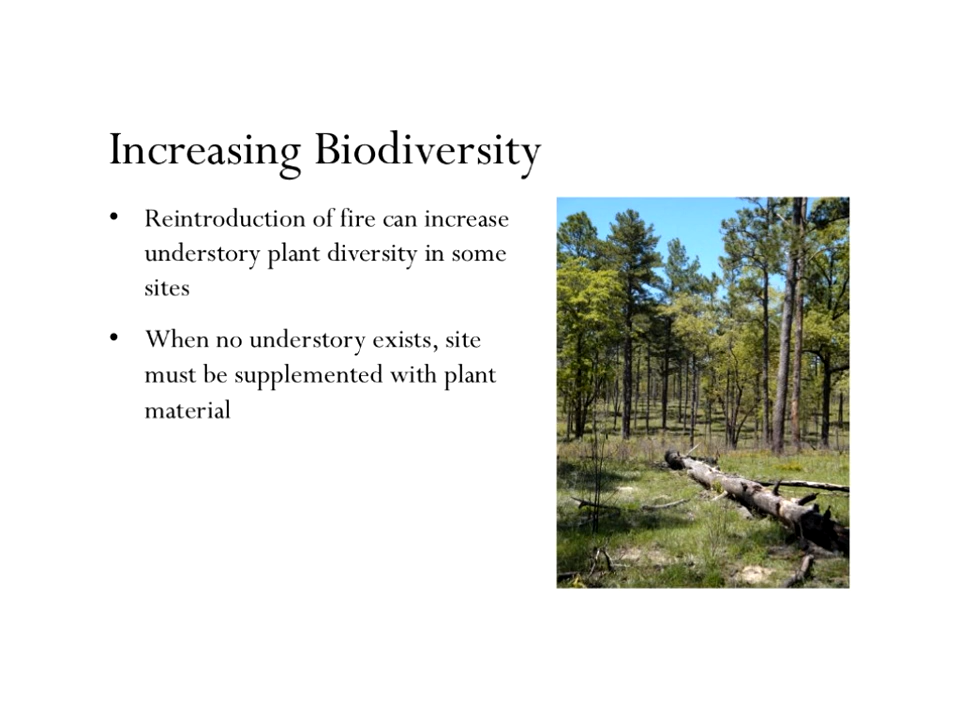 Increasing Biodiversity
• Reintroduction of fire can increase
understory plant diversity in some
sites
• When no understory exists, site
must be supplemented with plant
material